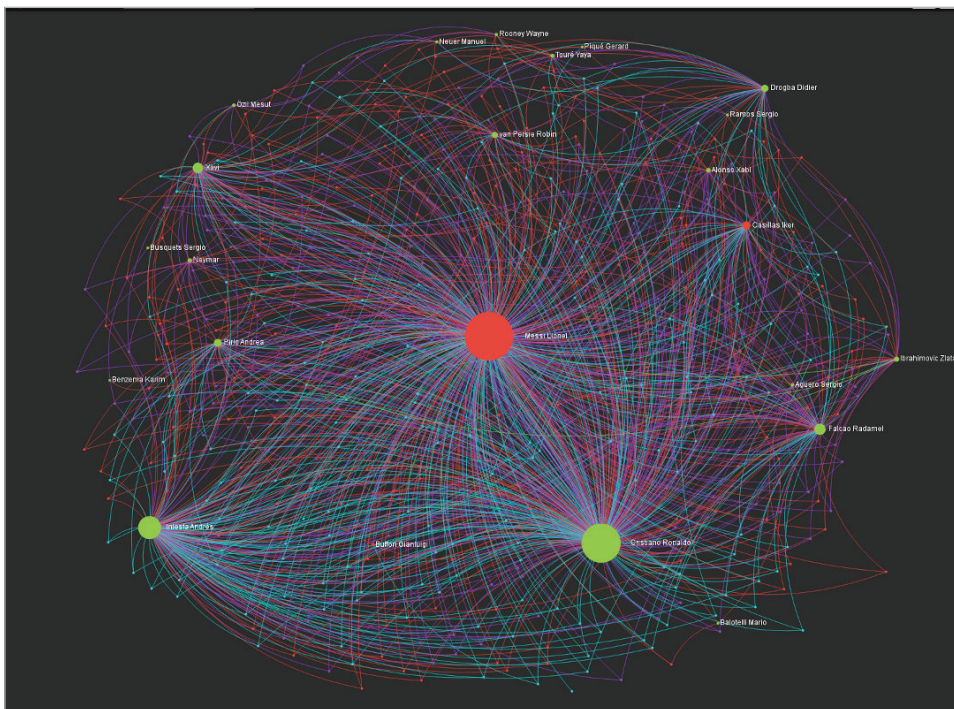 Rooney Wayne
Neuer Manuel
Piqué Gerard
Touré Yaya
Drogba Didier
Özil Mesut
Ramos Sergio
van Persie Robin
Xavi
Alonso Xabi
Casillas Iker
Busquets Sergio
Neymar
Messi Lionel
Pirlo Andrea
Ibrahimovic Zlata
Benzema Karim
Aguero Sergio
Falcao Radamel
Iniesta Andrés
Cristiano Ronaldo
Buffon Gianluigi
Balotelli Mario